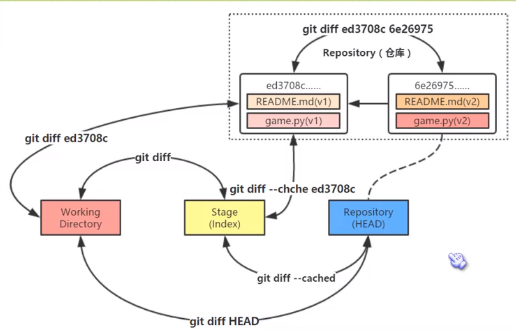 git diff ed3708c 6e26975
Repository（仓库）
ed3708c......
README.md(v1)
game.py(v1)
6e26975......
README.md(v2)
game.py(v2)
git diff ed3708c
git diff
git diff --chche ed3708c
Working
Directory
Stage
(Index)
Repository
(HEAD)
git diff --cached
git diff HEAD